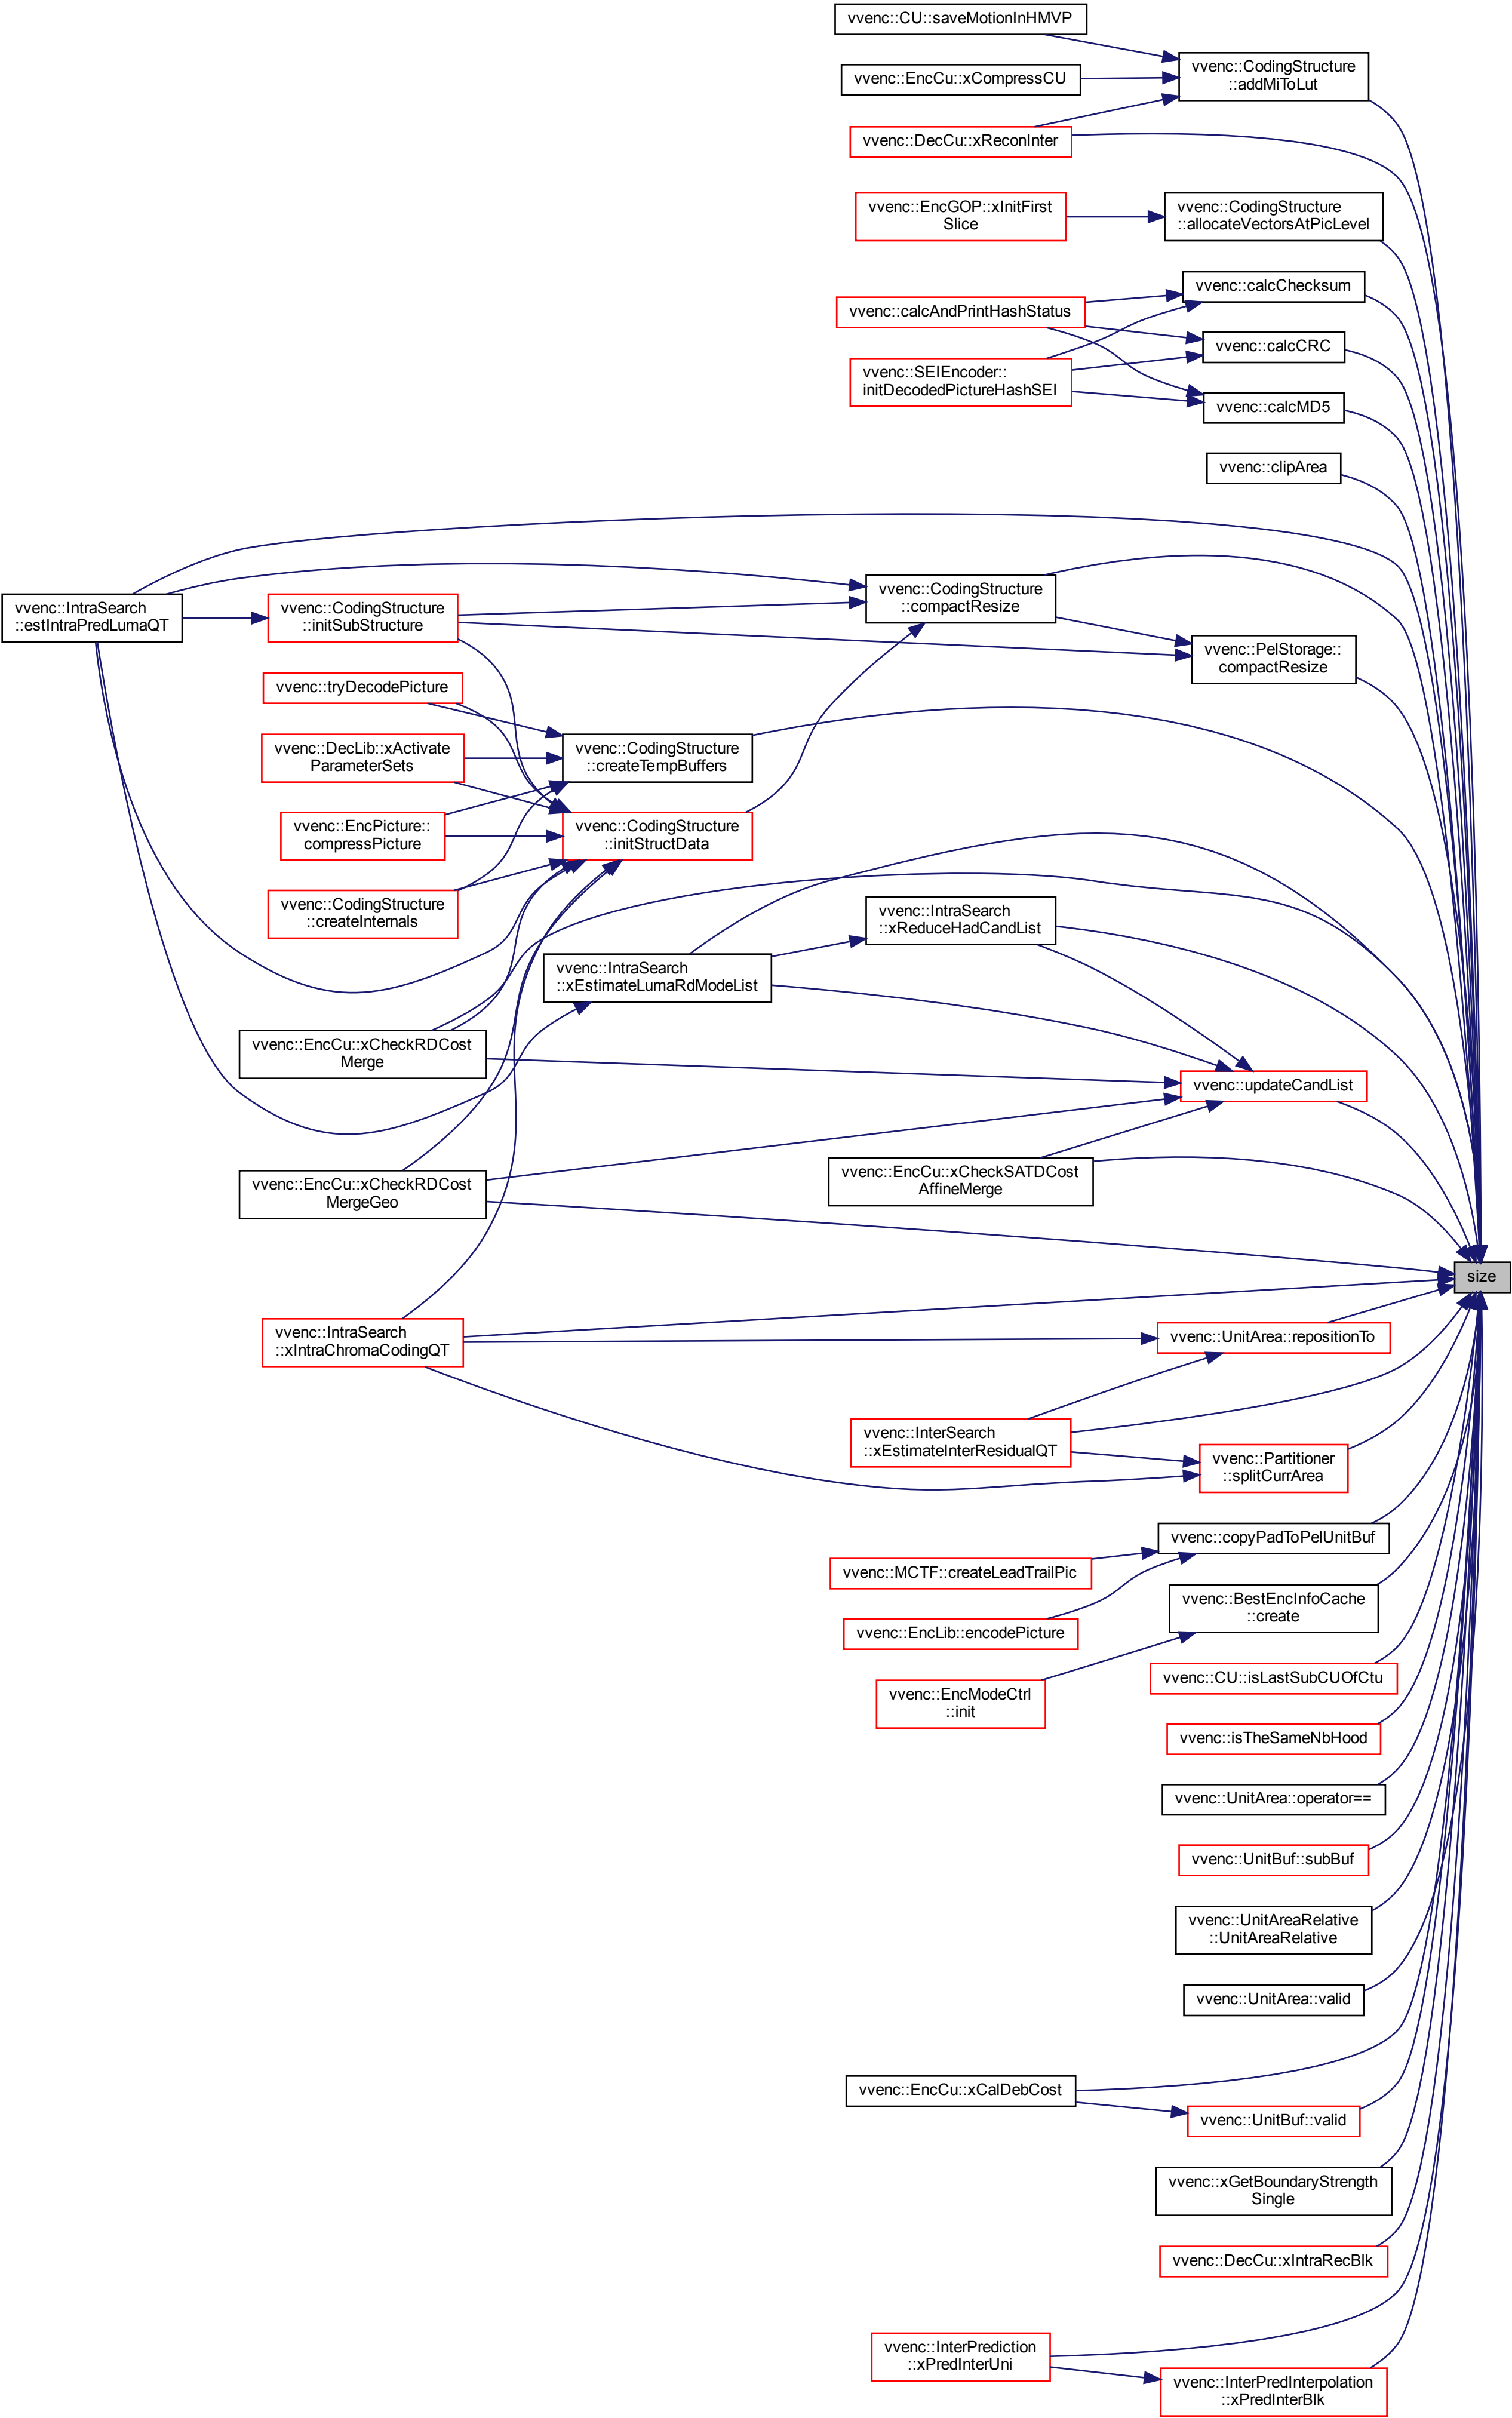 vvenc::CU::saveMotionInHMVP
vvenc::CodingStructure
::addMiToLut
vvenc::EncCu::xCompressCU
vvenc::DecCu::xReconInter
vvenc::EncGOP::xInitFirst
Slice
vvenc::CodingStructure
::allocateVectorsAtPicLevel
vvenc::calcChecksum
vvenc::calcAndPrintHashStatus
vvenc::calcCRC
vvenc::SEIEncoder::
initDecodedPictureHashSEI
vvenc::calcMD5
vvenc::clipArea
vvenc::IntraSearch
::estIntraPredLumaQT
vvenc::CodingStructure
::initSubStructure
vvenc::CodingStructure
::compactResize
vvenc::PelStorage::
compactResize
vvenc::tryDecodePicture
vvenc::DecLib::xActivate
ParameterSets
vvenc::CodingStructure
::createTempBuffers
vvenc::EncPicture::
compressPicture
vvenc::CodingStructure
::initStructData
vvenc::CodingStructure
::createInternals
vvenc::IntraSearch
::xReduceHadCandList
vvenc::IntraSearch
::xEstimateLumaRdModeList
vvenc::EncCu::xCheckRDCost
Merge
vvenc::updateCandList
vvenc::EncCu::xCheckSATDCost
AffineMerge
vvenc::EncCu::xCheckRDCost
MergeGeo
size
vvenc::IntraSearch
::xIntraChromaCodingQT
vvenc::UnitArea::repositionTo
vvenc::InterSearch
::xEstimateInterResidualQT
vvenc::Partitioner
::splitCurrArea
vvenc::copyPadToPelUnitBuf
vvenc::MCTF::createLeadTrailPic
vvenc::EncLib::encodePicture
vvenc::BestEncInfoCache
::create
vvenc::EncModeCtrl
::init
vvenc::CU::isLastSubCUOfCtu
vvenc::isTheSameNbHood
vvenc::UnitArea::operator==
vvenc::UnitBuf::subBuf
vvenc::UnitAreaRelative
::UnitAreaRelative
vvenc::UnitArea::valid
vvenc::EncCu::xCalDebCost
vvenc::UnitBuf::valid
vvenc::xGetBoundaryStrength
Single
vvenc::DecCu::xIntraRecBlk
vvenc::InterPrediction
::xPredInterUni
vvenc::InterPredInterpolation
::xPredInterBlk